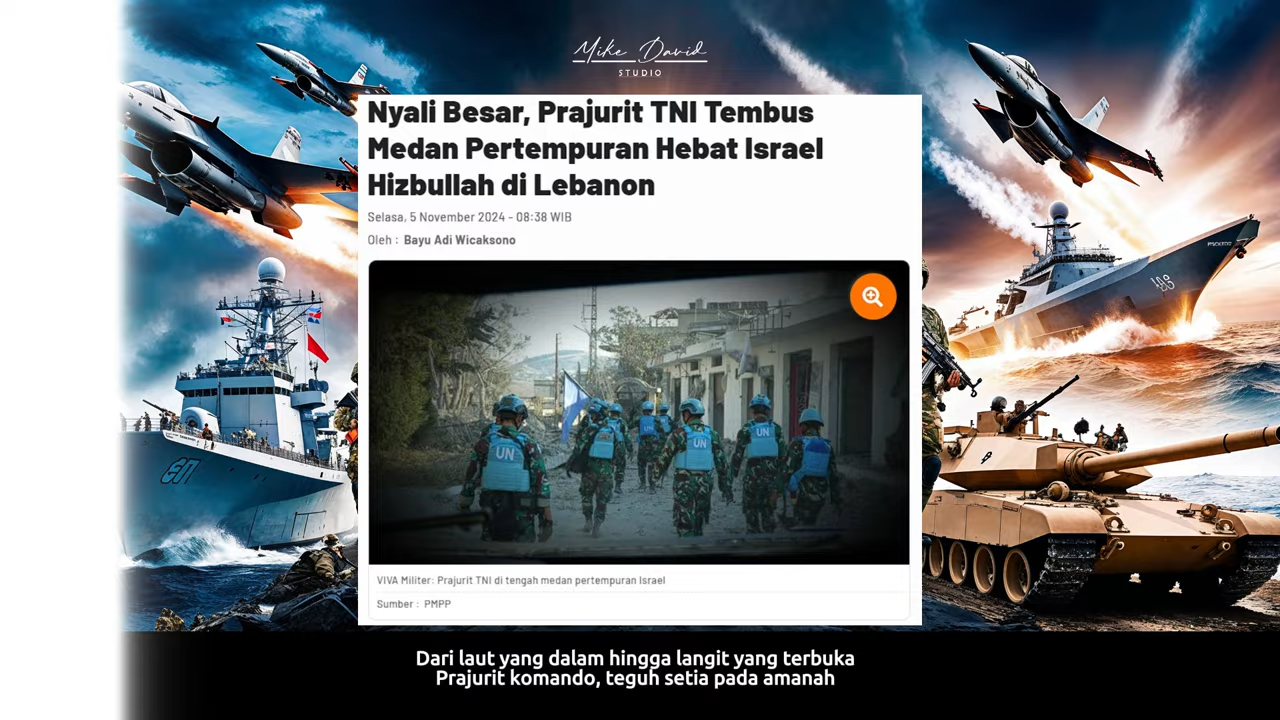 Mike David
STUDIO
Nyali Besar, Prajurit TNI Tembus
Medan Pertempuran Hebat Israel
Hizbullah di Lebanon
Selasa, 5 November 2024 - 08:38 WIB
Oleh : Bayu Adi Wicaksono
UN
UN
UN
UN
UN
VIVA Militer: Prajurit TNI di tengah medan pertempuran Israel
Sumber : PMPP
Dari laut yang dalam hingga langit yang terbuka
Prajurit komando, teguh setia pada amanah